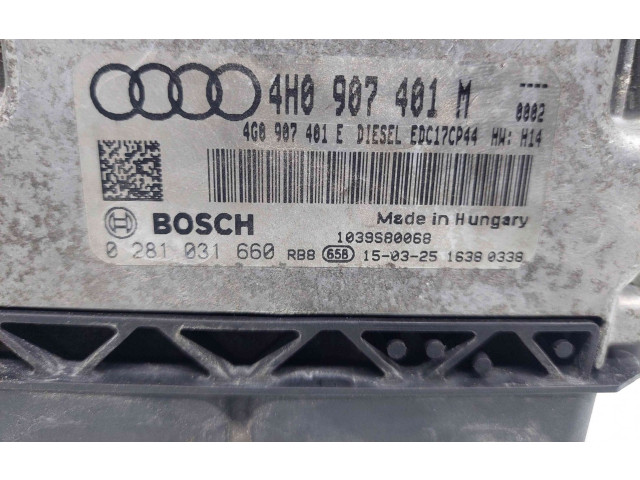 4H0 907 401 M ----
0002
4G0 907 401 E DIESEL EDC17CP44 HW: H14
BOSCH Made in Hungary
1039S80068
0 281 031 660 RB8 658 15-03-25 1638 0338